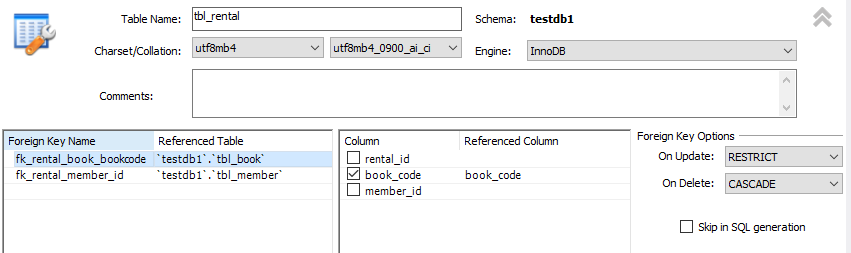 Table Name: tbl_rental Schema: testdb1
Charset/Collation: utf8mb4 utf8mb4_0900_ai_ci Engine: InnoDB
Comments:
Foreign Key Name Referenced Table Column Referenced Column Foreign Key Options
fk_rental_book_bookcode `testdb1`.`tbl_book` rental_id On Update: RESTRICT
fk_rental_member_id `testdb1`.`tbl_member` book_code book_code On Delete: CASCADE
member_id
Skip in SQL generation